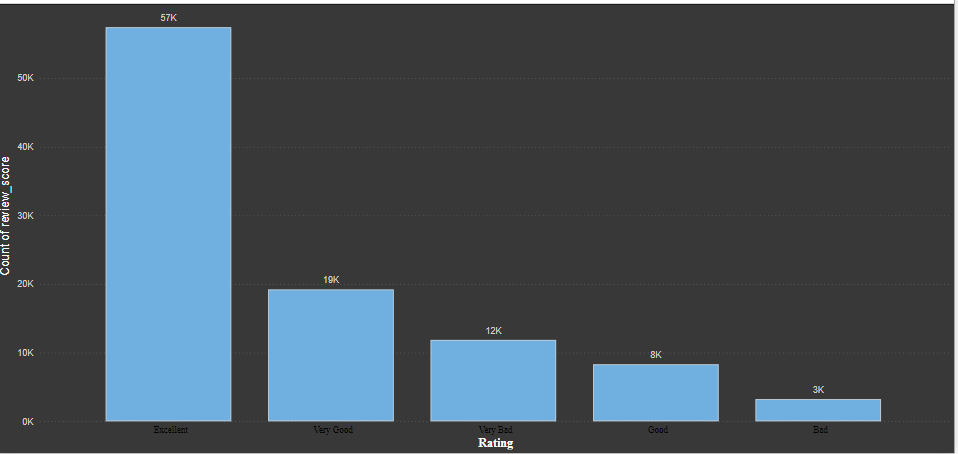 57K
50K
40K
30K
20K
10K
0K
Count of review_score
19K
12K
8K
3K
Excellent
Very Good
Very Bad
Good
Bad
Rating